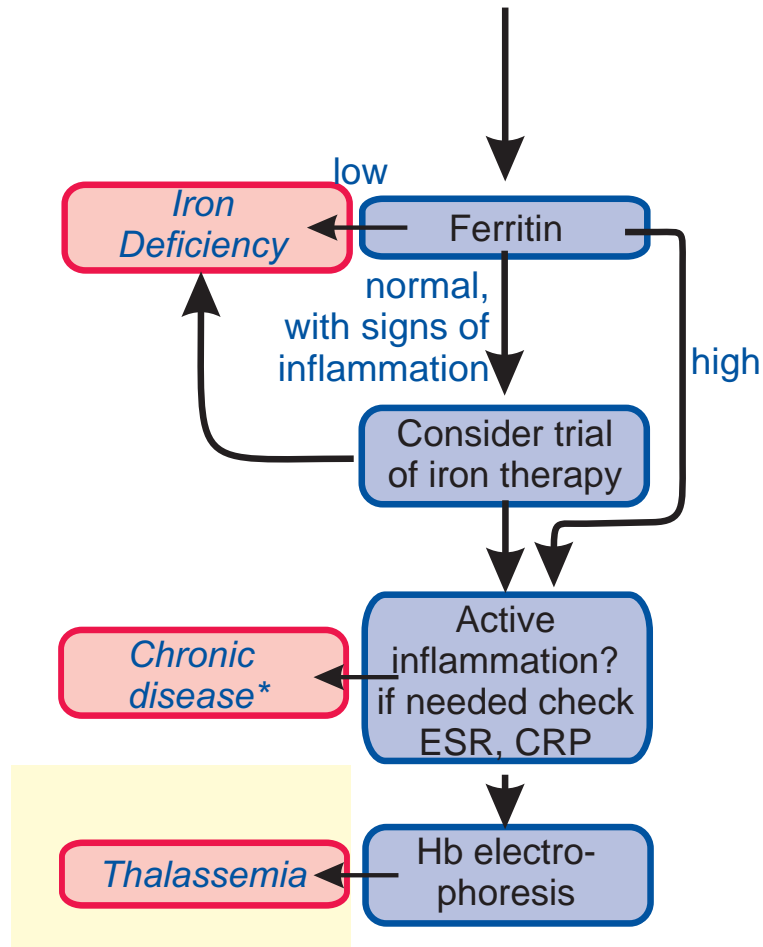 low
Iron
Deficiency
Ferritin
normal,
with signs of
inflammation
high
Consider trial
of iron therapy
Active
inflammation?
if needed check
ESR, CRP
Chronic
disease*
Hb electro-
phoresis
Thalassemia